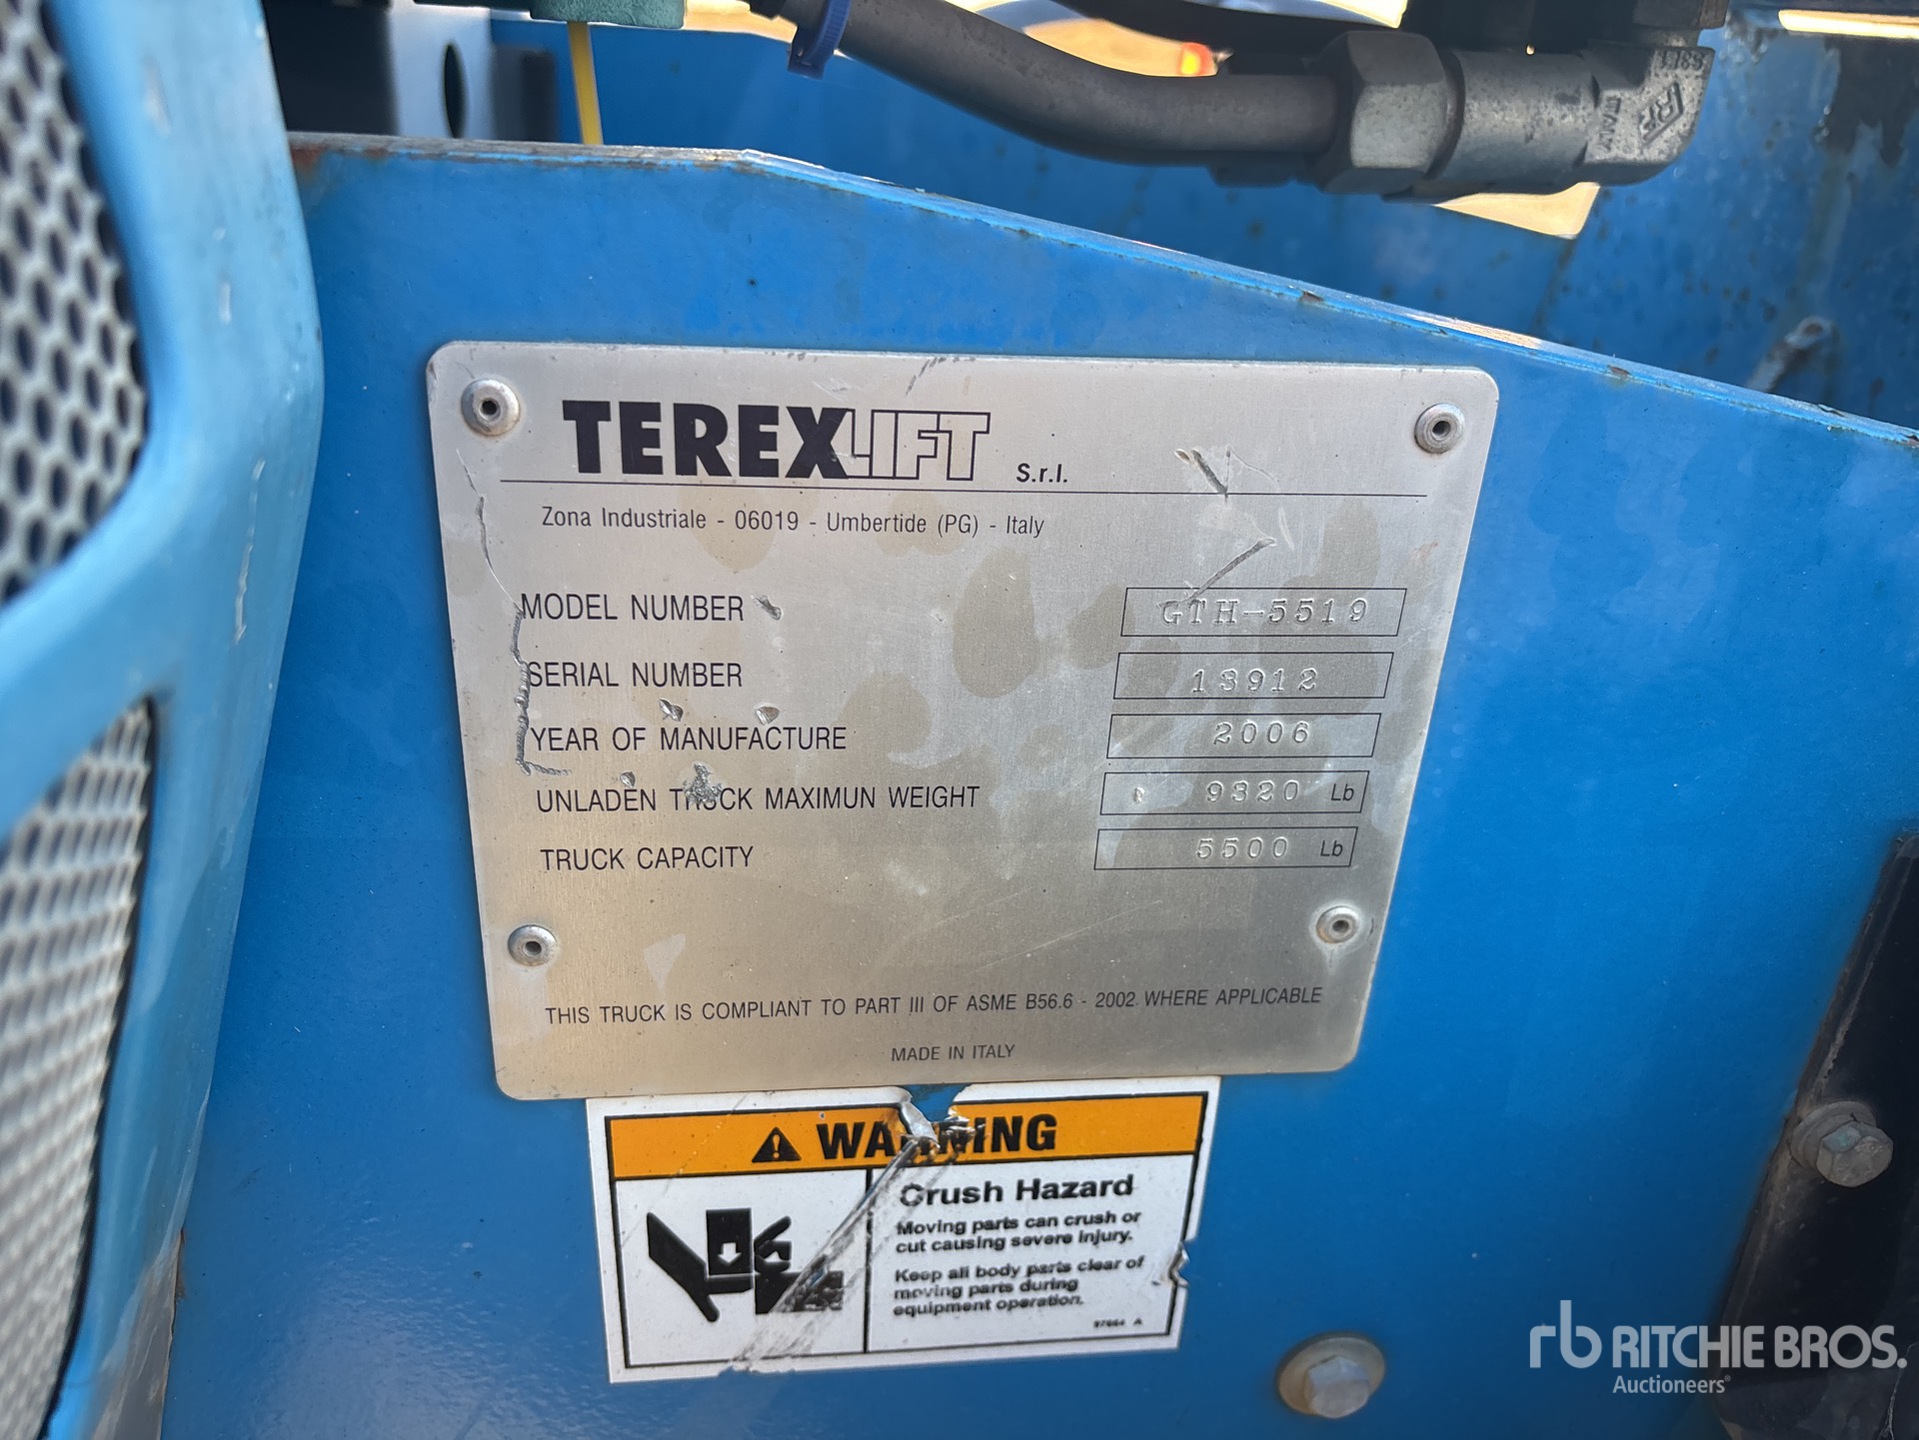 TEREXLIFT S.r.l.
Zona Industriale - 06019 - Umbertide (PG) - Italy
MODEL NUMBER GTH-5519
SERIAL NUMBER 13912
YEAR OF MANUFACTURE 2006
UNLADEN TRUCK MAXIMUN WEIGHT 9320 Lb
TRUCK CAPACITY 5500 Lb
THIS TRUCK IS COMPLIANT TO PART III OF ASME B56.6 - 2002 WHERE APPLICABLE
MADE IN ITALY
WARNING
Crush Hazard
Moving parts can crush or
cut causing severe injury.
Keep all body parts clear of
moving parts during
equipment operation.
97664 A
ITALY
rb RITCHIE BROS.
Auctioneers